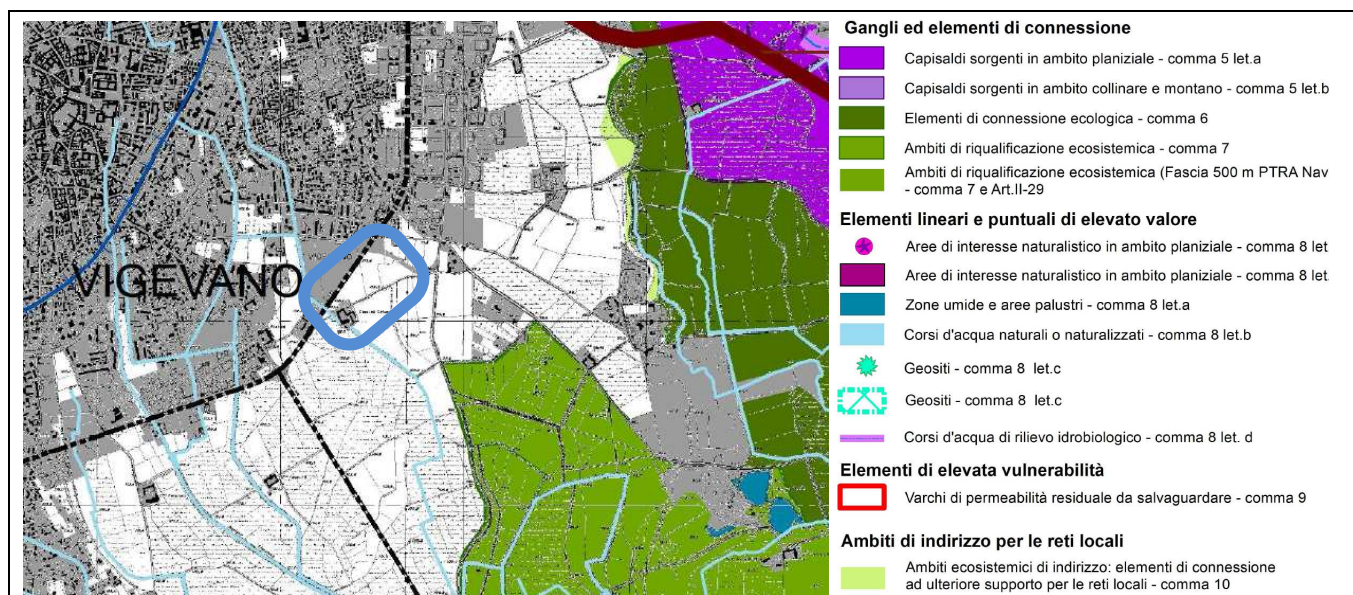 VIGEVANO
Gangli ed elementi di connessione
Capisaldi sorgenti in ambito planiziale - comma 5 let.a
Capisaldi sorgenti in ambito collinare e montano - comma 5 let.b
Elementi di connessione ecologica - comma 6
Ambiti di riqualificazione ecosistemica - comma 7
Ambiti di riqualificazione ecosistemica (Fascia 500 m PTRA Nav
- comma 7 e Art.II-29
Elementi lineari e puntuali di elevato valore
Aree di interesse naturalistico in ambito planiziale - comma 8 let
Aree di interesse naturalistico in ambito planiziale - comma 8 let.
Zone umide e aree palustri - comma 8 let.a
Corsi d'acqua naturali o naturalizzati - comma 8 let.b
Geositi - comma 8 let.c
Geositi - comma 8 let.c
Corsi d'acqua di rilievo idrobiologico - comma 8 let. d
Elementi di elevata vulnerabilità
Varchi di permeabilità residuale da salvaguardare - comma 9
Ambiti di indirizzo per le reti locali
Ambiti ecosistemici di indirizzo: elementi di connessione
ad ulteriore supporto per le reti locali - comma 10